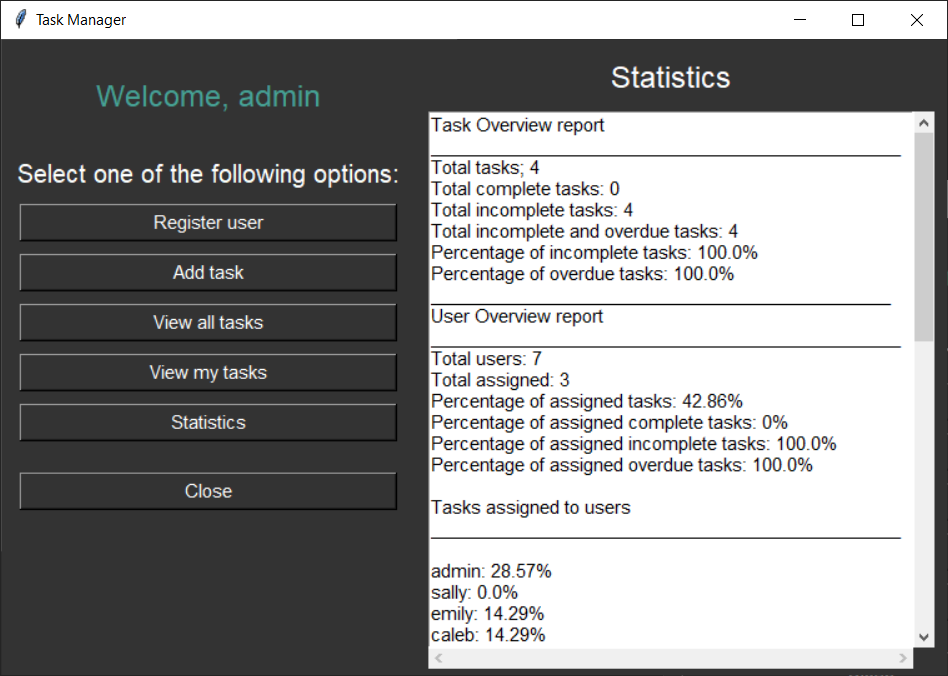 Task Manager
Welcome, admin
Select one of the following options:
Register user
Add task
View all tasks
View my tasks
Statistics
Close
Statistics
Task Overview report
Total tasks; 4
Total complete tasks: 0
Total incomplete tasks: 4
Total incomplete and overdue tasks: 4
Percentage of incomplete tasks: 100.0%
Percentage of overdue tasks: 100.0%
User Overview report
Total users: 7
Total assigned: 3
Percentage of assigned tasks: 42.86%
Percentage of assigned complete tasks: 0%
Percentage of assigned incomplete tasks: 100.0%
Percentage of assigned overdue tasks: 100.0%
Tasks assigned to users
admin: 28.57%
sally: 0.0%
emily: 14.29%
caleb: 14.29%